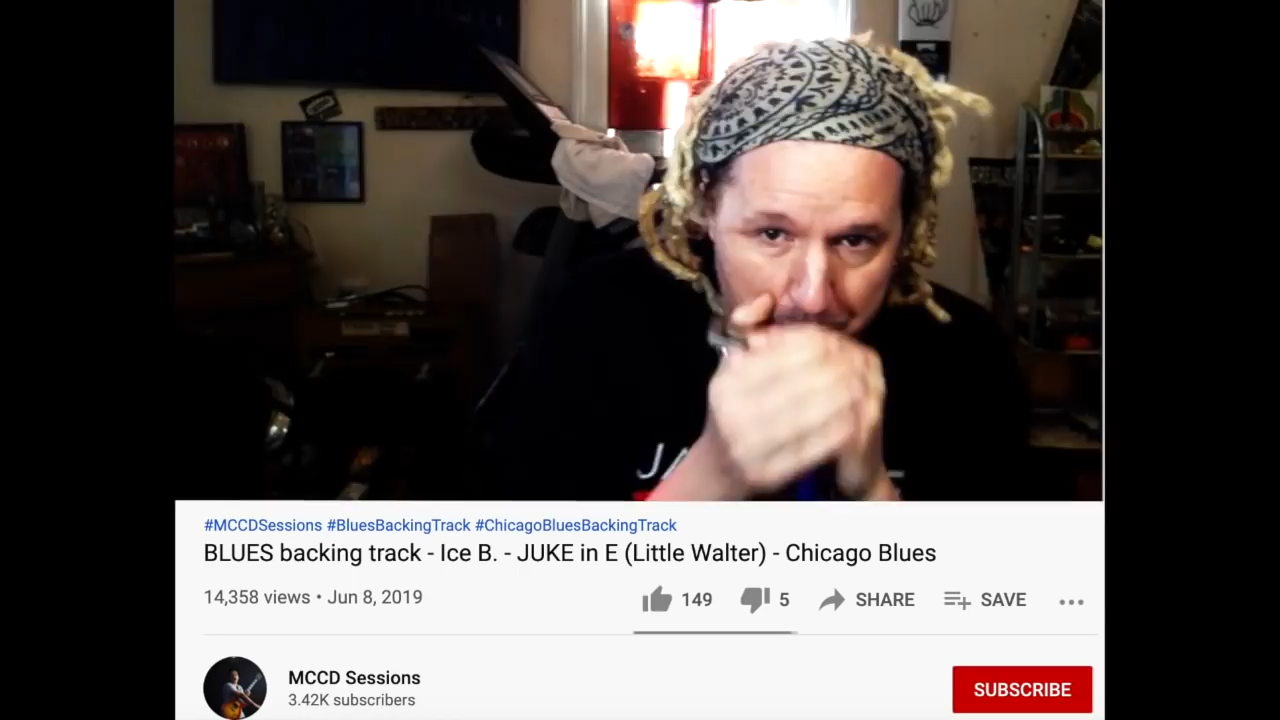 JA
#MCCDSessions #BluesBackingTrack #ChicagoBluesBackingTrack
BLUES backing track - Ice B. - JUKE in E (Little Walter) - Chicago Blues
14,358 views • Jun 8, 2019
149 5 SHARE SAVE
MCCD Sessions
3.42K subscribers
SUBSCRIBE